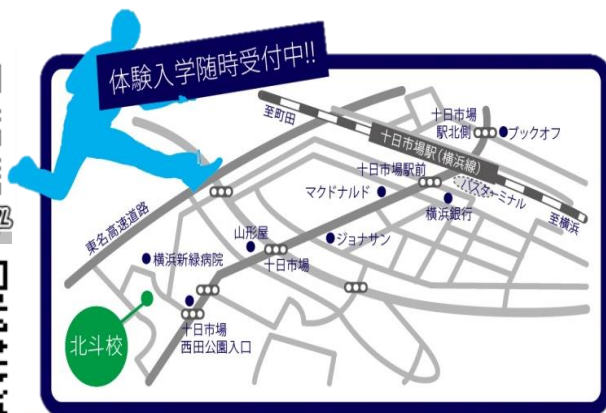 体験入学随時受付中!!
至町田
十日市場
駅北側
ブックオフ
十日市場駅(横浜線)
十日市場駅前
バスターミナル
マクドナルド
横浜銀行
至横浜
東名高速道路
山形屋
ジョナサン
十日市場
横浜新緑病院
北斗校
十日市場
西田公園入口